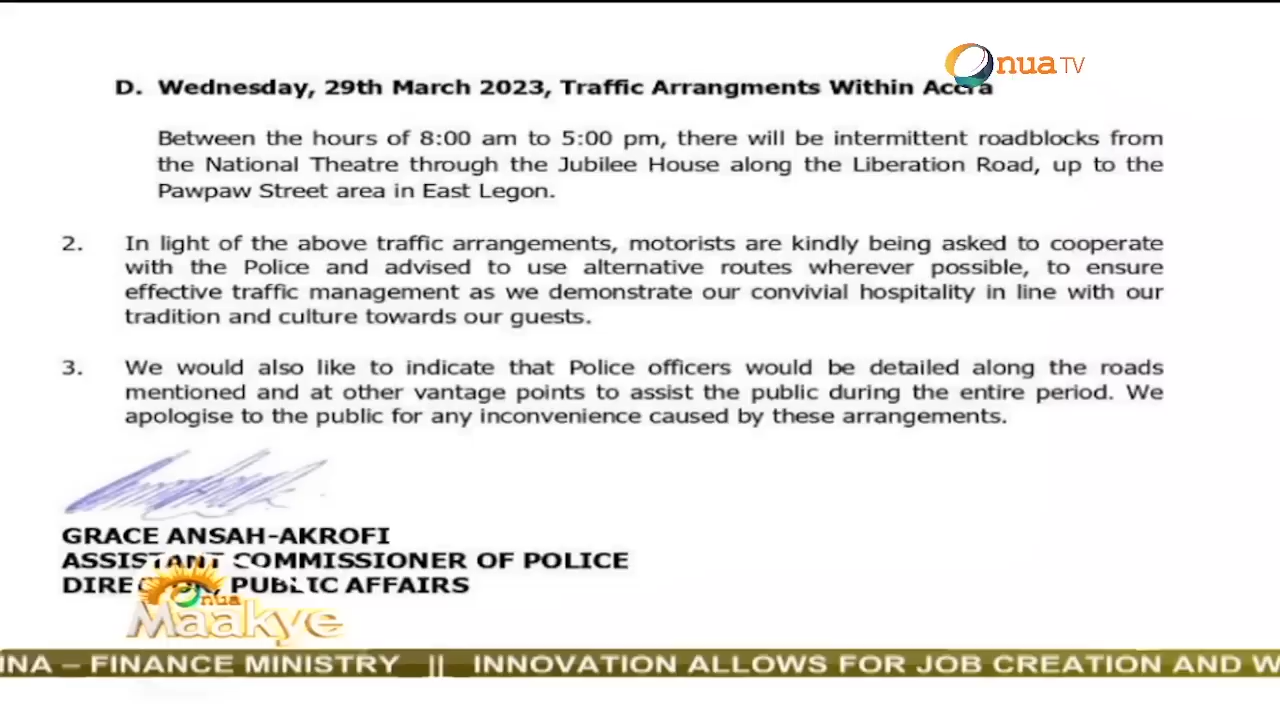 Onua TV
D. Wednesday, 29th March 2023, Traffic Arrangments Within Accra
Between the hours of 8:00 am to 5:00 pm, there will be intermittent roadblocks from
the National Theatre through the Jubilee House along the Liberation Road, up to the
Pawpaw Street area in East Legon.
2. In light of the above traffic arrangements, motorists are kindly being asked to cooperate
with the Police and advised to use alternative routes wherever possible, to ensure
effective traffic management as we demonstrate our convivial hospitality in line with our
tradition and culture towards our guests.
3. We would also like to indicate that Police officers would be detailed along the roads
mentioned and at other vantage points to assist the public during the entire period. We
apologise to the public for any inconvenience caused by these arrangements.
GRACE ANSAH-AKROFI
ASSISTANT COMMISSIONER OF POLICE
DIRECTOR, PUBLIC AFFAIRS
Onua
Maakye
INA – FINANCE MINISTRY || INNOVATION ALLOWS FOR JOB CREATION AND W